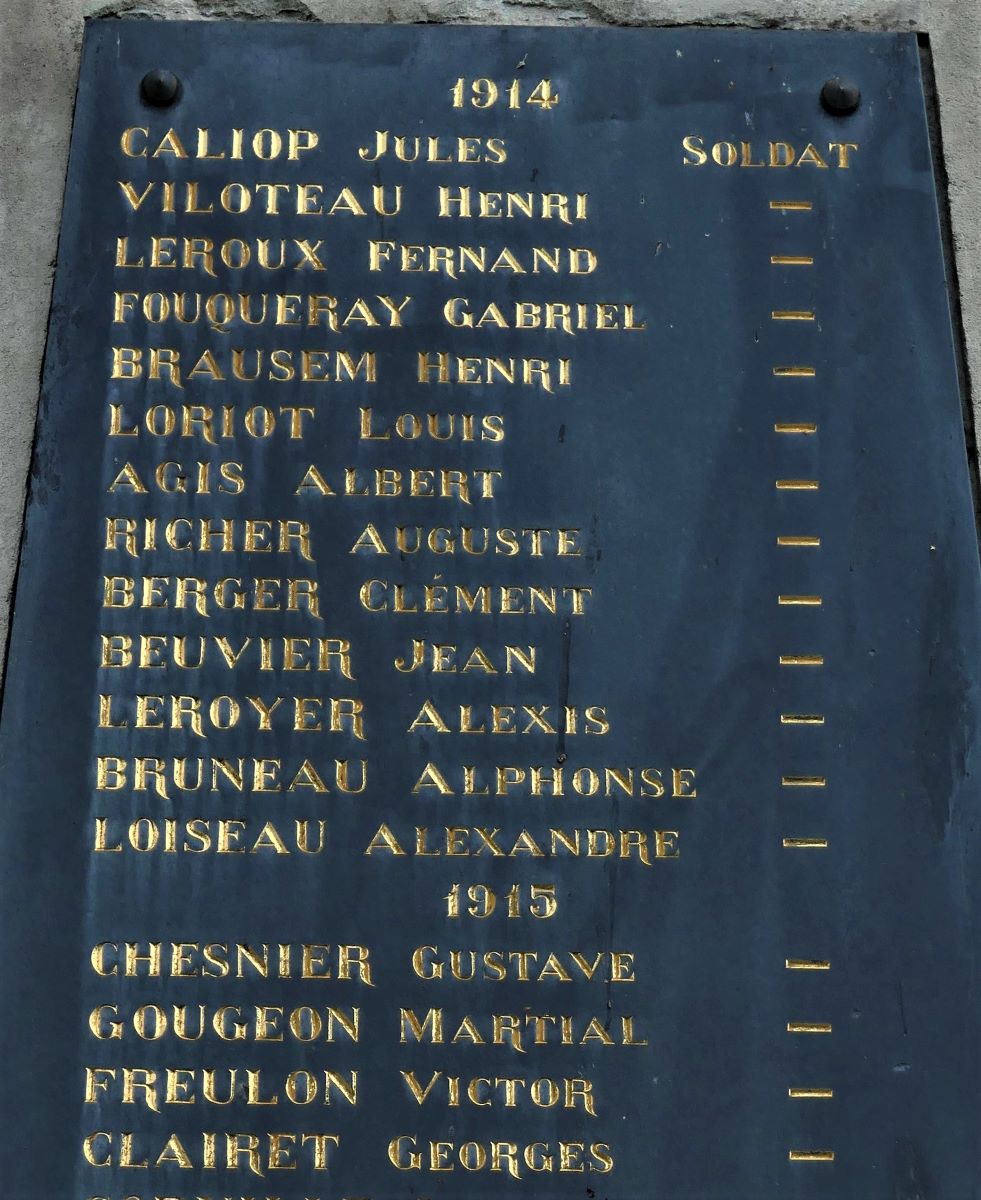 1914
CALIOP JULES SOLDAT
VILOTEAU HENRI —
LEROUX FERNAND —
FOUQUERAY GABRIEL —
BRAUSEM HENRI —
LORIOT LOUIS —
AGIS ALBERT —
RICHER AUGUSTE —
BERGER CLÉMENT —
BEUVIER JEAN —
LEROYER ALEXIS —
BRUNEAU ALPHONSE —
LOISEAU ALEXANDRE —
1915
CHESNIER GUSTAVE —
GOUGEON MARTIAL —
FREULON VICTOR —
CLAIRET GEORGES —